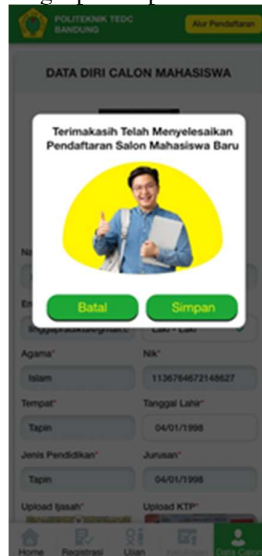 POLITEKNIK TEDC
BANDUNG
Alur Pendaftaran
DATA DIRI CALON MAHASISWA
Terimakasih Telah Menyelesaikan
Pendaftaran Salon Mahasiswa Baru
Batal
Simpan
Laki - Laki
Agama*
Nik*
Islam
1136764672148627
Tempat*
Tanggal Lahir*
Tapin
04/01/1998
Jenis Pendidikan*
Jurusan*
Tapin
04/01/1998
Upload Ijasah*
Upload KTP*
Home
Registrasi
Ujian